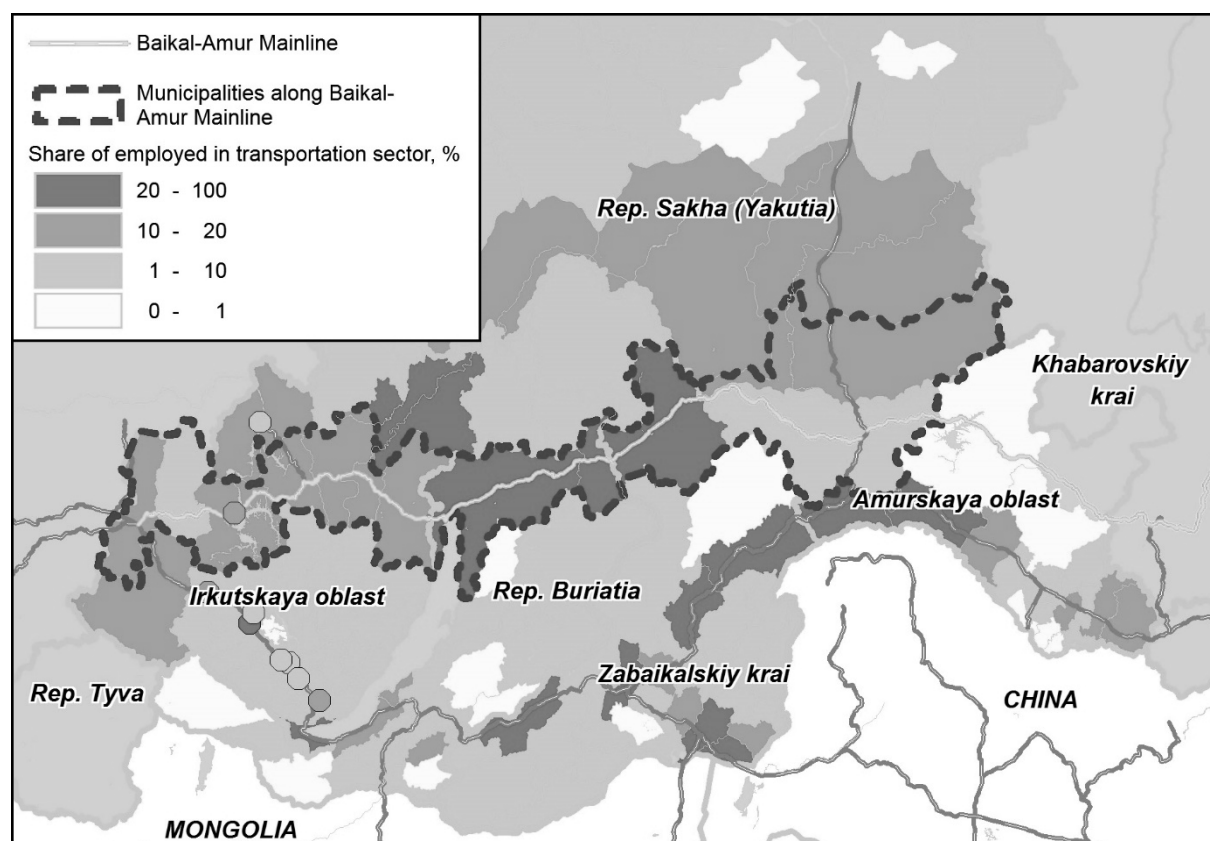 Baikal-Amur Mainline
Municipalities along Baikal-
Amur Mainline
Share of employed in transportation sector, %
20 - 100
10 - 20
1 - 10
0 - 1
Rep. Sakha (Yakutia)
Khabarovskiy
krai
Amurskaya oblast
Irkutskaya oblast
Rep. Buriatia
Zabaikalskiy krai
Rep. Tyva
CHINA
MONGOLIA